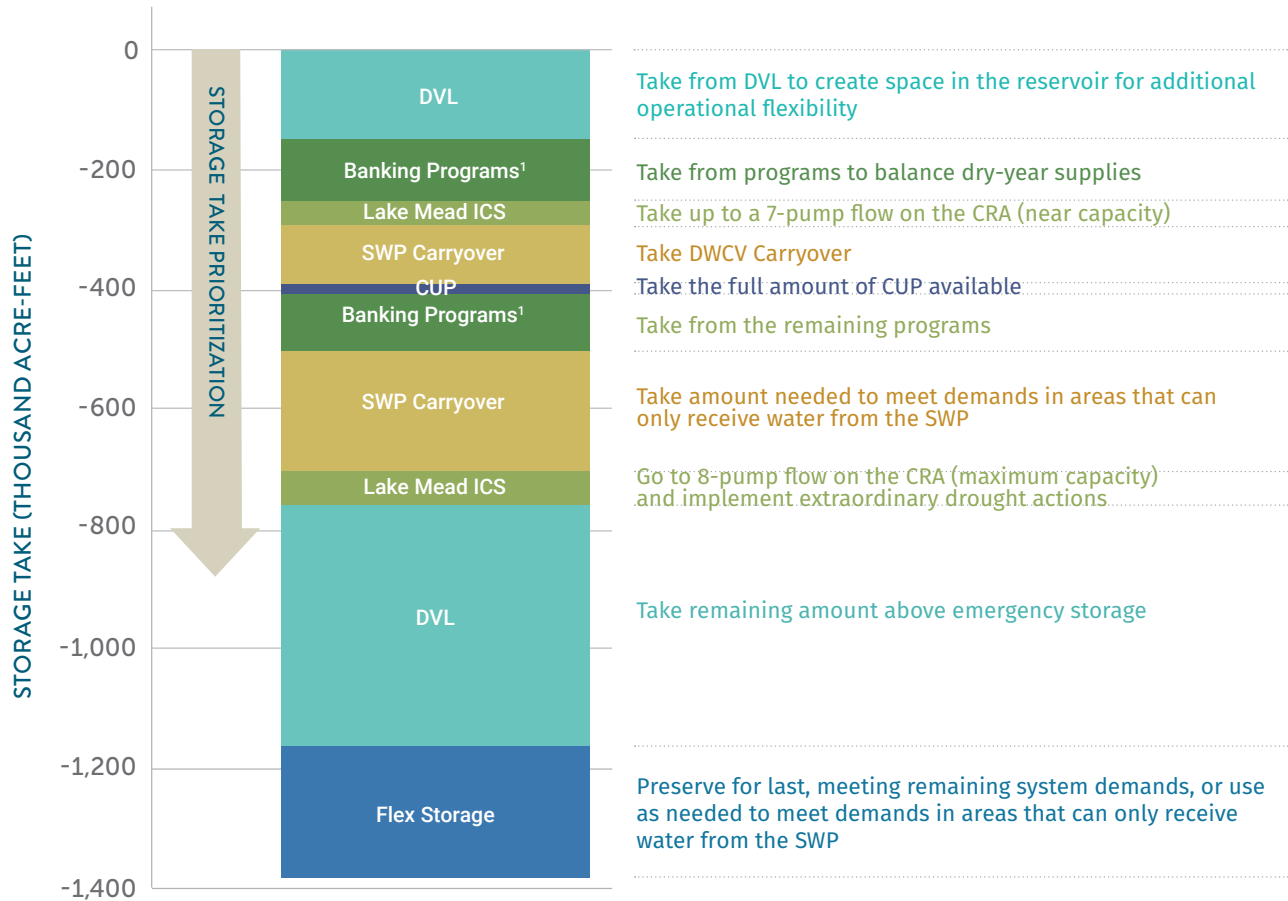 STORAGE TAKE (THOUSAND ACRE-FEET)
STORAGE TAKE PRIORITIZATION
0
-200
-400
-600
-800
-1,000
-1,200
-1,400
DVL
Take from DVL to create space in the reservoir for additional
operational flexibility
Banking Programs¹
Take from programs to balance dry-year supplies
Lake Mead ICS
Take up to a 7-pump flow on the CRA (near capacity)
SWP Carryover
Take DWCV Carryover
CUP
Take the full amount of CUP available
Banking Programs¹
Take from the remaining programs
SWP Carryover
Take amount needed to meet demands in areas that can
only receive water from the SWP
Lake Mead ICS
Go to 8-pump flow on the CRA (maximum capacity)
and implement extraordinary drought actions
DVL
Take remaining amount above emergency storage
Flex Storage
Preserve for last, meeting remaining system demands, or use
as needed to meet demands in areas that can only receive
water from the SWP